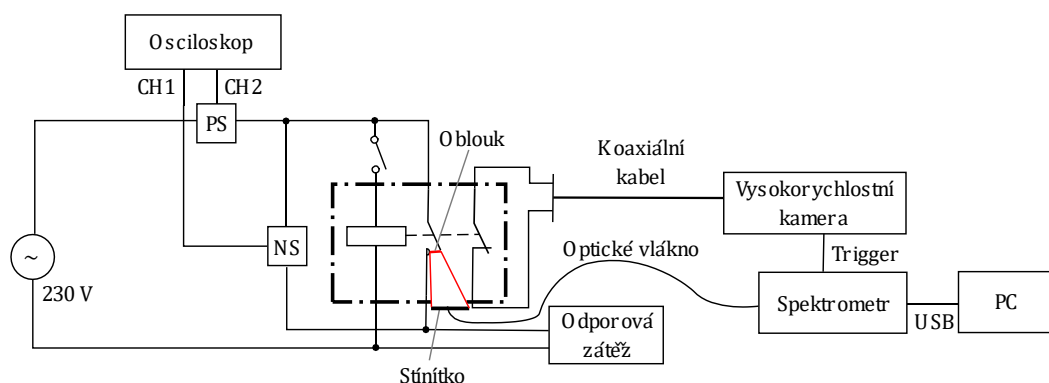 Osciloskop
CH1
CH2
PS
Oblouk
Koaxiální
kabel
Vysokorychlostní
kamera
NS
Optické vlákno
Trigger
~
230 V
Spektrometr
USB
PC
Odporová
zátěž
Stínítko